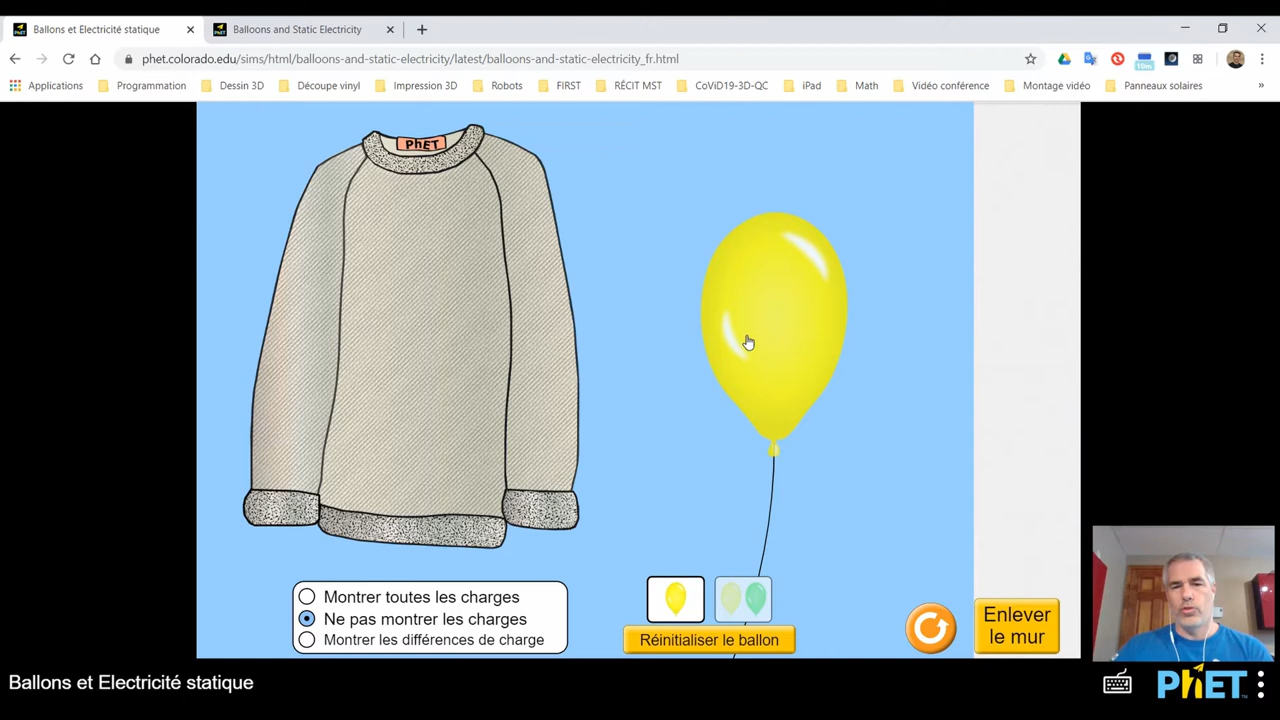 Ballons et Electricité statique
Balloons and Static Electricity
phet.colorado.edu/sims/html/balloons-and-static-electricity/latest/balloons-and-static-electricity_fr.html
10m
Applications
Programmation
Dessin 3D
Découpe vinyl
Impression 3D
Robots
FIRST
RÉCIT MST
CoViD19-3D-QC
iPad
Math
Vidéo conférence
Montage vidéo
Panneaux solaires
»
PhET
Montrer toutes les charges
Ne pas montrer les charges
Montrer les différences de charge
Réinitialiser le ballon
Enlever
le mur
Ballons et Electricité statique
PhET